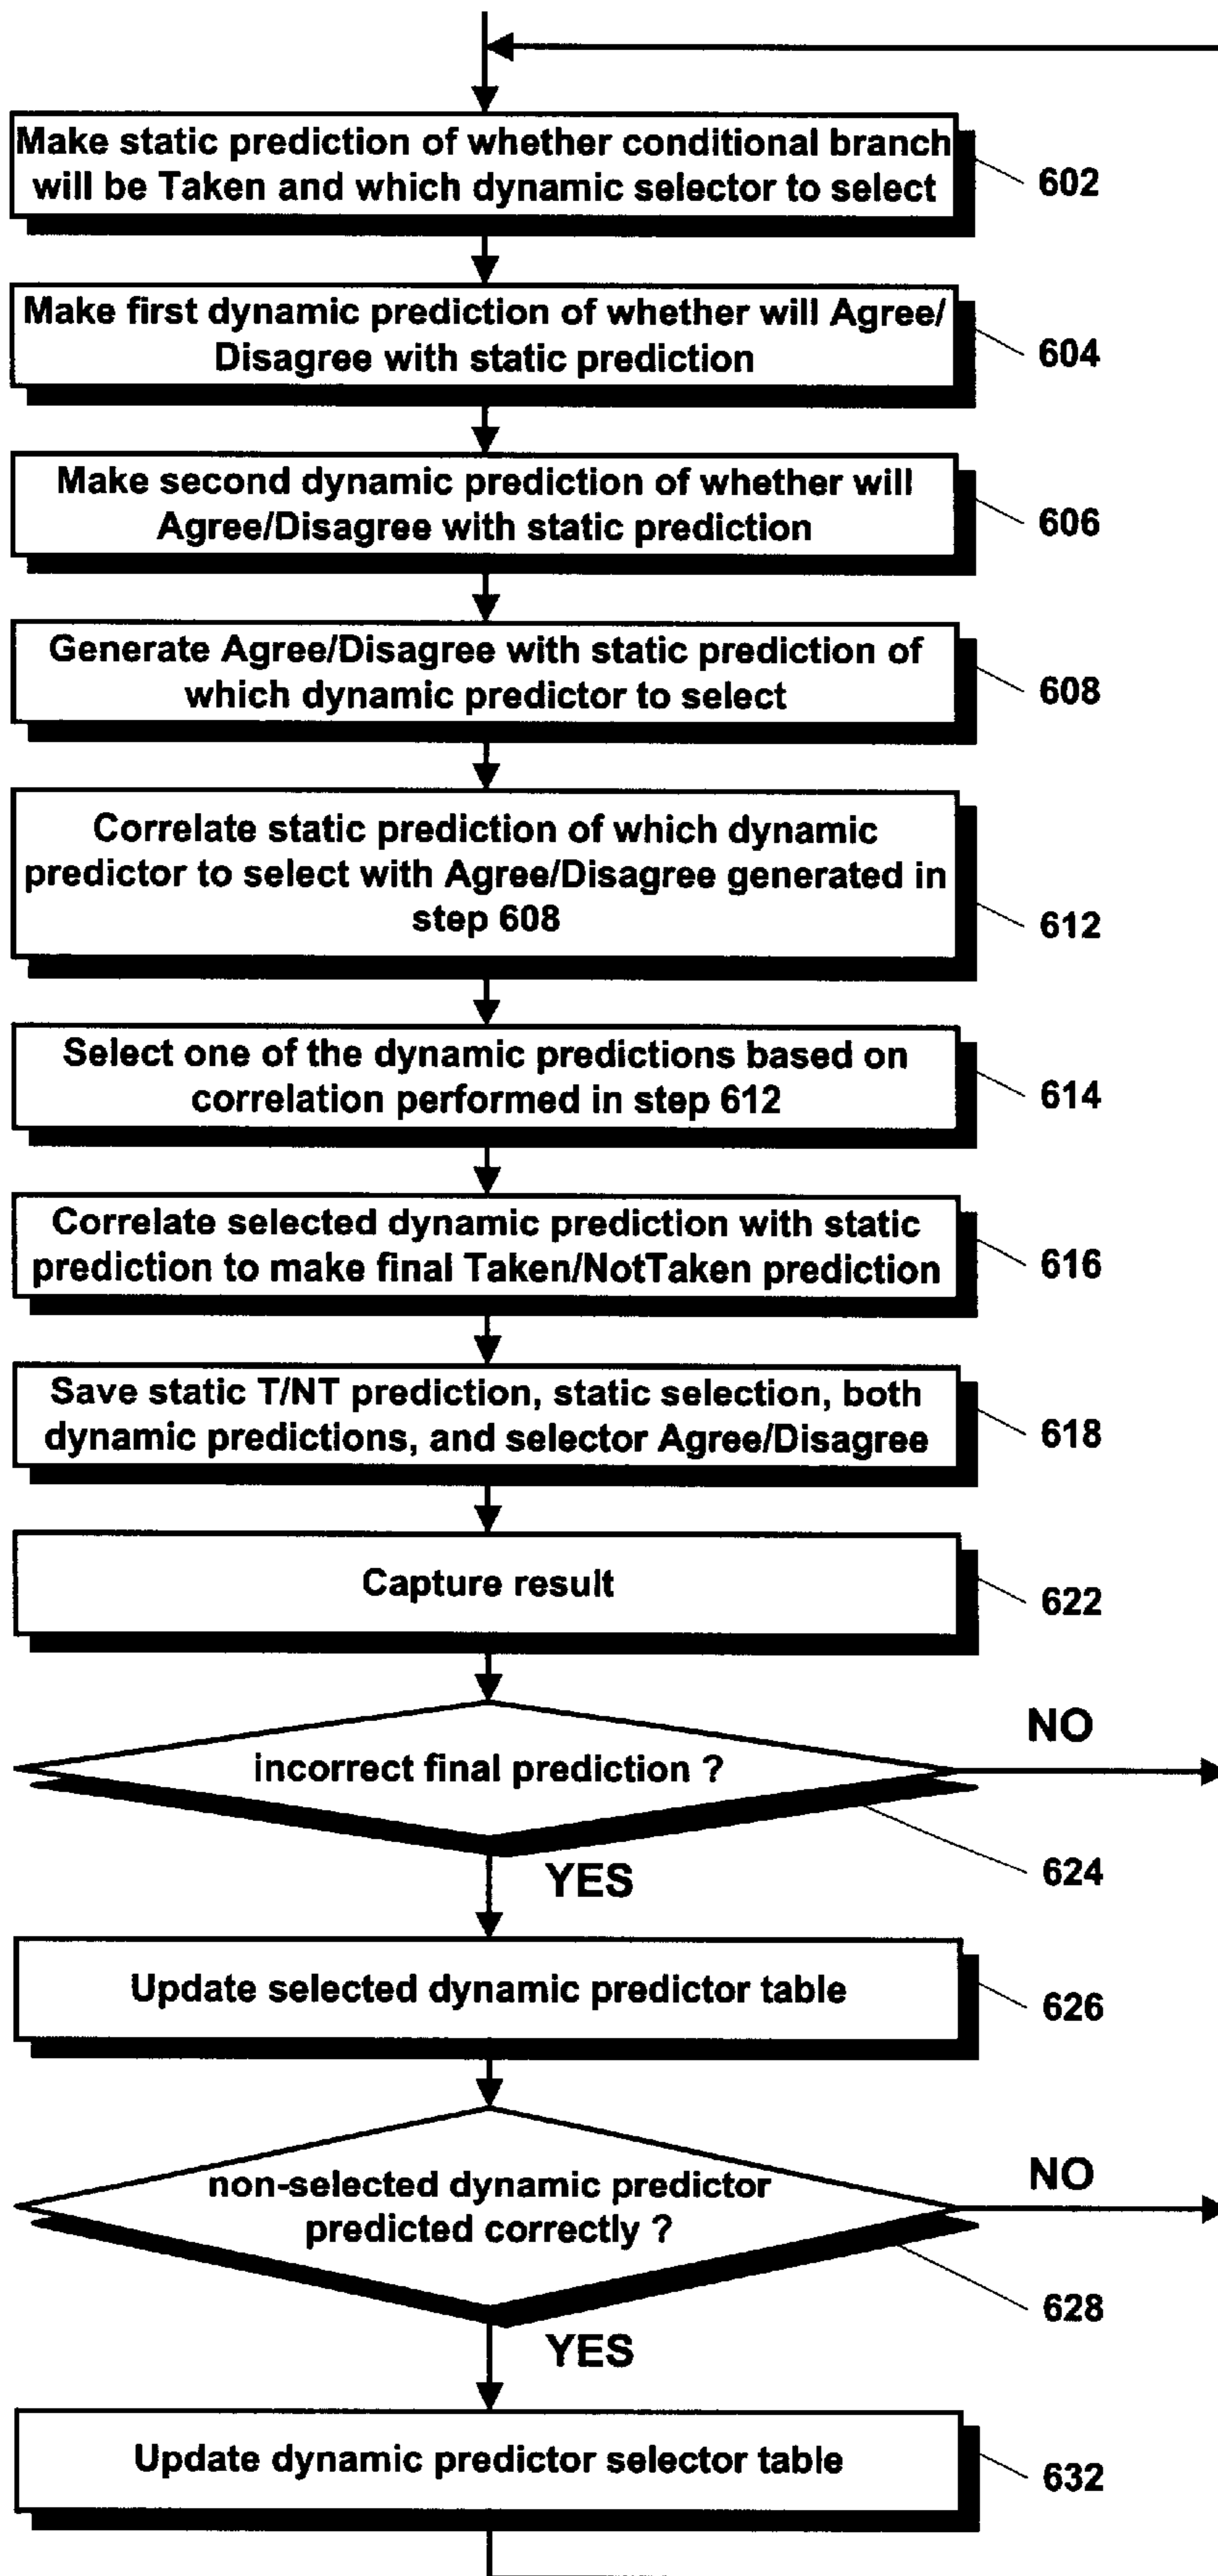 Make static prediction of whether conditional branch
will be Taken and which dynamic selector to select
602
Make first dynamic prediction of whether will Agree/
Disagree with static prediction
604
Make second dynamic prediction of whether will
Agree/Disagree with static prediction
606
Generate Agree/Disagree with static prediction of
which dynamic predictor to select
608
Correlate static prediction of which dynamic
predictor to select with Agree/Disagree generated in
step 608
612
Select one of the dynamic predictions based on
correlation performed in step 612
614
Correlate selected dynamic prediction with static
prediction to make final Taken/NotTaken prediction
616
Save static T/NT prediction, static selection, both
dynamic predictions, and selector Agree/Disagree
618
Capture result
622
incorrect final prediction ?
NO
624
YES
Update selected dynamic predictor table
626
non-selected dynamic predictor
predicted correctly ?
NO
628
YES
Update dynamic predictor selector table
632